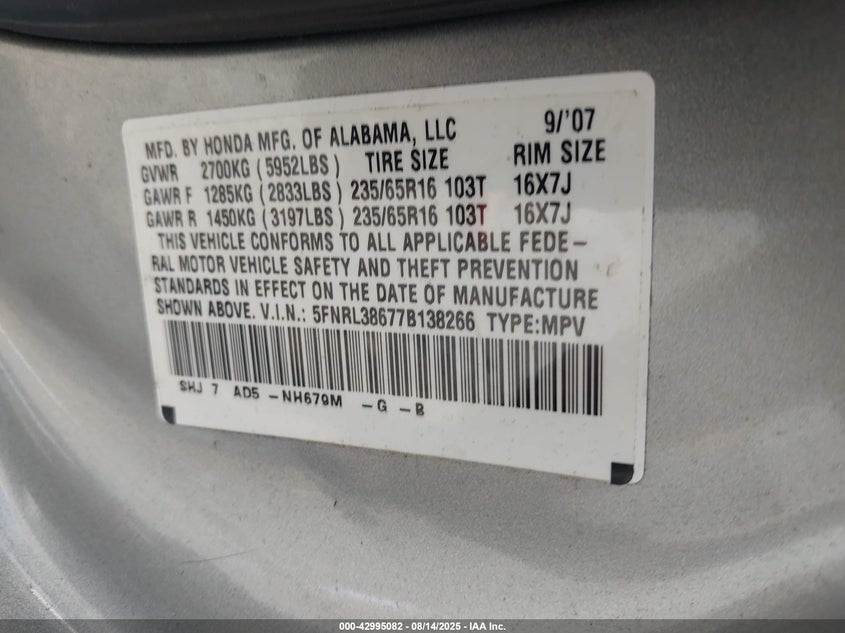 MFD. BY HONDA MFG. OF ALABAMA, LLC 9/'07
GVWR 2700KG (5952LBS) TIRE SIZE RIM SIZE
GAWR F 1285KG (2833LBS) 235/65R16 103T 16X7J
GAWR R 1450KG (3197LBS) 235/65R16 103T 16X7J
THIS VEHICLE CONFORMS TO ALL APPLICABLE FEDE-
RAL MOTOR VEHICLE SAFETY AND THEFT PREVENTION
STANDARDS IN EFFECT ON THE DATE OF MANUFACTURE
SHOWN ABOVE. V.I.N.: 5FNRL38677B138266 TYPE:MPV
SHJ 7 AD5 -NH679M -G -B
000-42995082 - 08/14/2025 - IAA Inc.